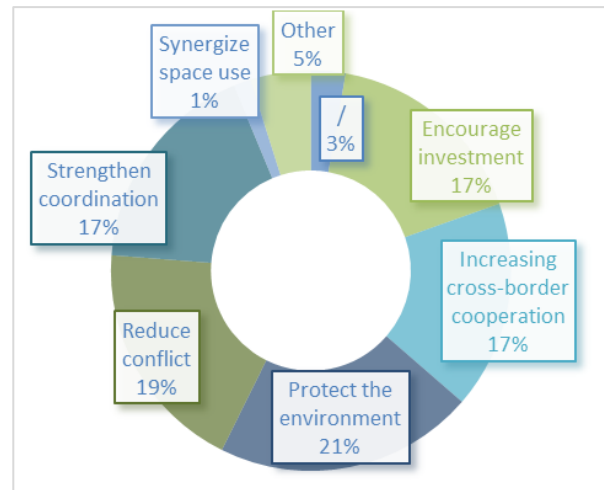 Other
5%
/
3%
Encourage
investment
17%
Increasing
cross-border
cooperation
17%
Protect the
environment
21%
Reduce
conflict
19%
Strengthen
coordination
17%
Synergize
space use
1%